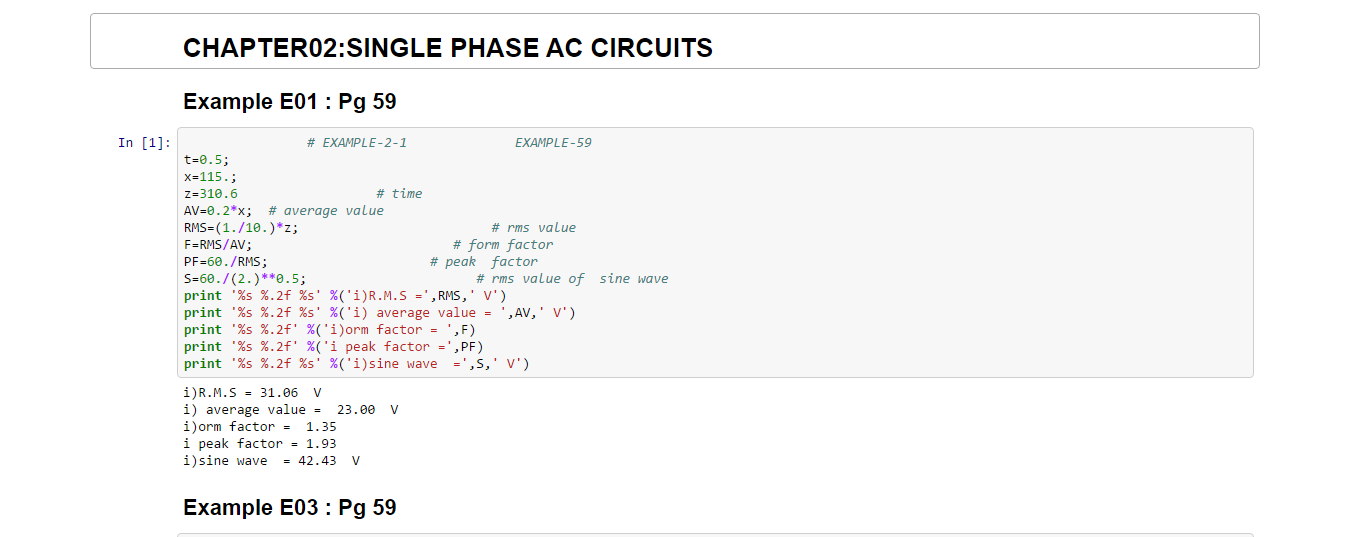 CHAPTER02:SINGLE PHASE AC CIRCUITS
Example E01 : Pg 59
In [1]:
# EXAMPLE-2-1 EXAMPLE-59
t=0.5;
x=115.;
z=310.6 # time
AV=0.2*x; # average value
RMS=(1./10.)*z; # rms value
F=RMS/AV; # form factor
PF=60./RMS; # peak factor
S=60./(2.)**0.5; # rms value of sine wave
print '%s %.2f %s' %('i)R.M.S =',RMS,' V')
print '%s %.2f %s' %('i) average value = ',AV,' V')
print '%s %.2f' %('i)orm factor = ',F)
print '%s %.2f' %('i peak factor =',PF)
print '%s %.2f %s' %('i)sine wave =',S,' V')
i)R.M.S = 31.06 V
i) average value = 23.00 V
i)orm factor = 1.35
i peak factor = 1.93
i)sine wave = 42.43 V
Example E03 : Pg 59